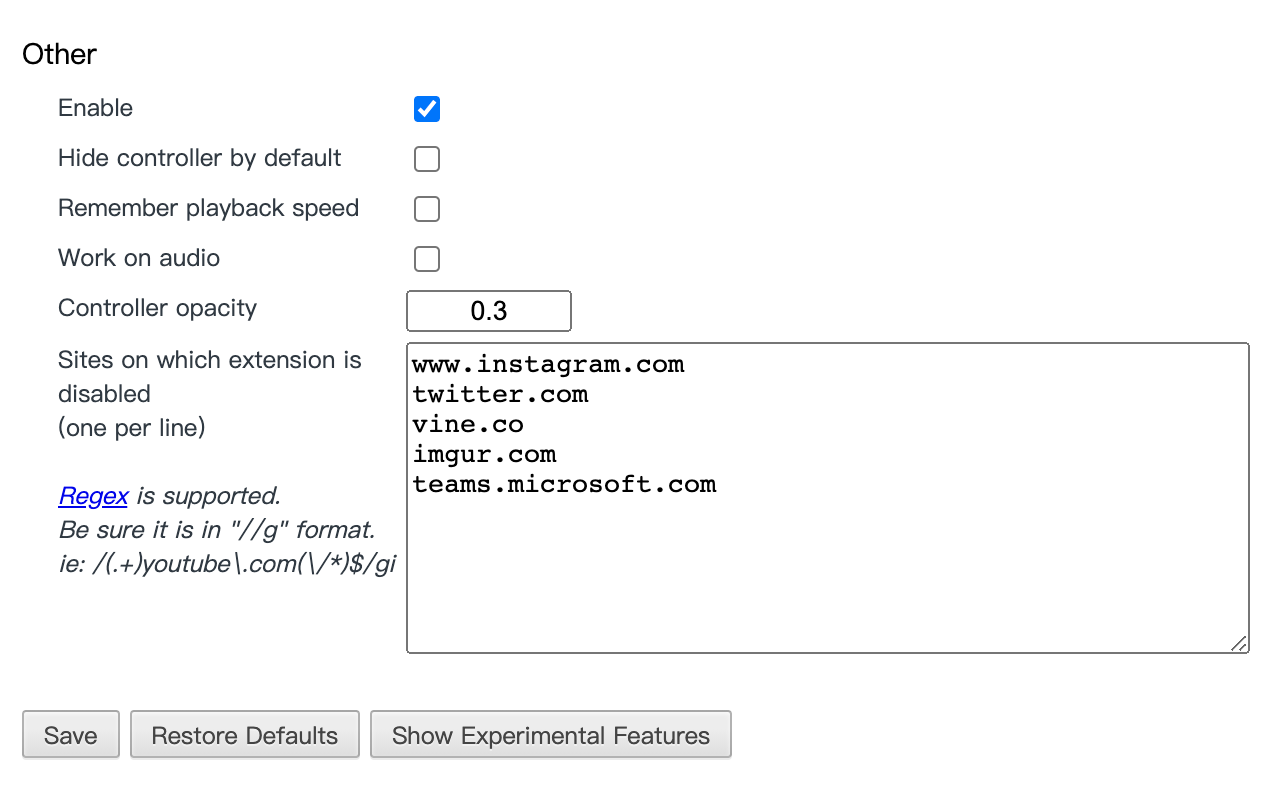 Other
Enable
Hide controller by default
Remember playback speed
Work on audio
Controller opacity
0.3
Sites on which extension is
disabled
(one per line)
Regex is supported.
Be sure it is in "//g" format.
ie: /(.+)youtube\.com(\/*)$/gi
www.instagram.com
twitter.com
vine.co
imgur.com
teams.microsoft.com
Save
Restore Defaults
Show Experimental Features